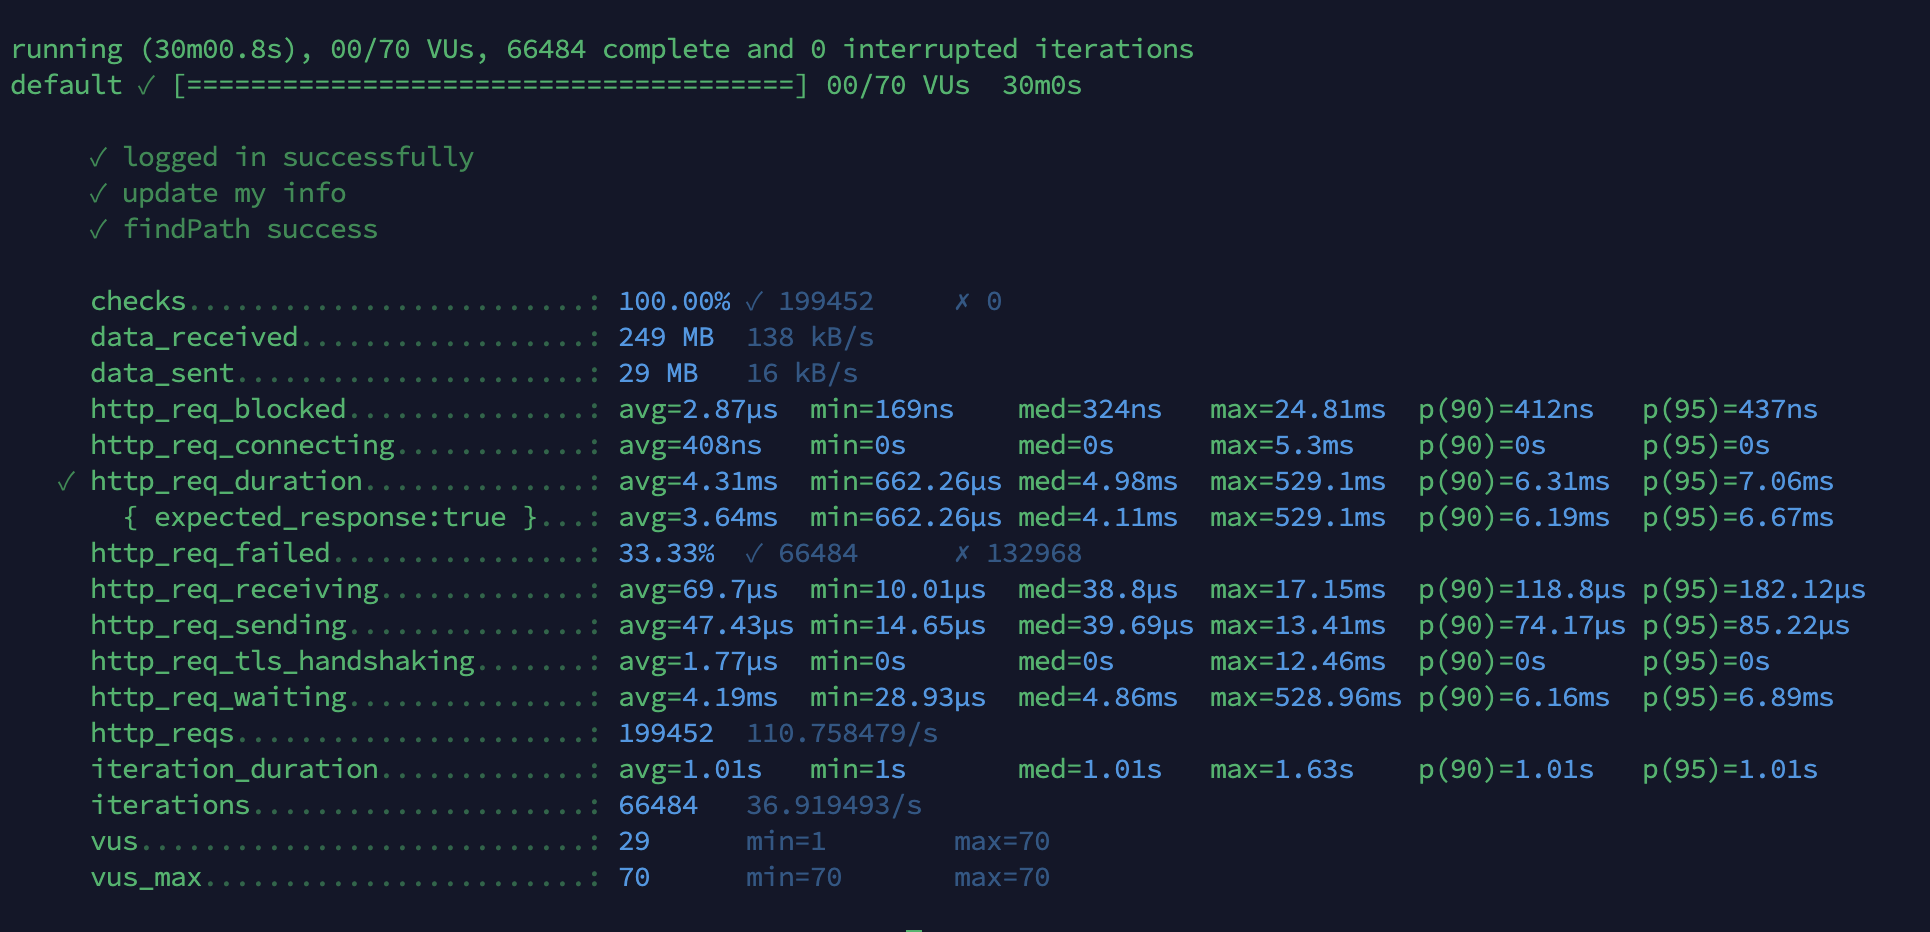 running (30m00.8s), 00/70 VUs, 66484 complete and 0 interrupted iterations
default ✓ [======================================] 00/70 VUs  30m0s
✓ logged in successfully
✓ update my info
✓ findPath success
checks.........................: 100.00% ✓ 199452     ✗ 0
data_received..................: 249 MB  138 kB/s
data_sent......................: 29 MB   16 kB/s
http_req_blocked...............: avg=2.87µs  min=169ns    med=324ns   max=24.81ms  p(90)=412ns   p(95)=437ns
http_req_connecting............: avg=408ns   min=0s       med=0s      max=5.3ms    p(90)=0s      p(95)=0s
✓ http_req_duration..............: avg=4.31ms  min=662.26µs med=4.98ms  max=529.1ms  p(90)=6.31ms  p(95)=7.06ms
{ expected_response:true }...: avg=3.64ms  min=662.26µs med=4.11ms  max=529.1ms  p(90)=6.19ms  p(95)=6.67ms
http_req_failed................: 33.33%  ✓ 66484      ✗ 132968
http_req_receiving.............: avg=69.7µs  min=10.01µs  med=38.8µs  max=17.15ms  p(90)=118.8µs p(95)=182.12µs
http_req_sending...............: avg=47.43µs min=14.65µs  med=39.69µs max=13.41ms  p(90)=74.17µs p(95)=85.22µs
http_req_tls_handshaking.......: avg=1.77µs  min=0s       med=0s      max=12.46ms  p(90)=0s      p(95)=0s
http_req_waiting...............: avg=4.19ms  min=28.93µs  med=4.86ms  max=528.96ms p(90)=6.16ms  p(95)=6.89ms
http_reqs......................: 199452  110.758479/s
iteration_duration.............: avg=1.01s   min=1s       med=1.01s   max=1.63s    p(90)=1.01s   p(95)=1.01s
iterations.....................: 66484   36.919493/s
vus............................: 29      min=1        max=70
vus_max........................: 70      min=70       max=70